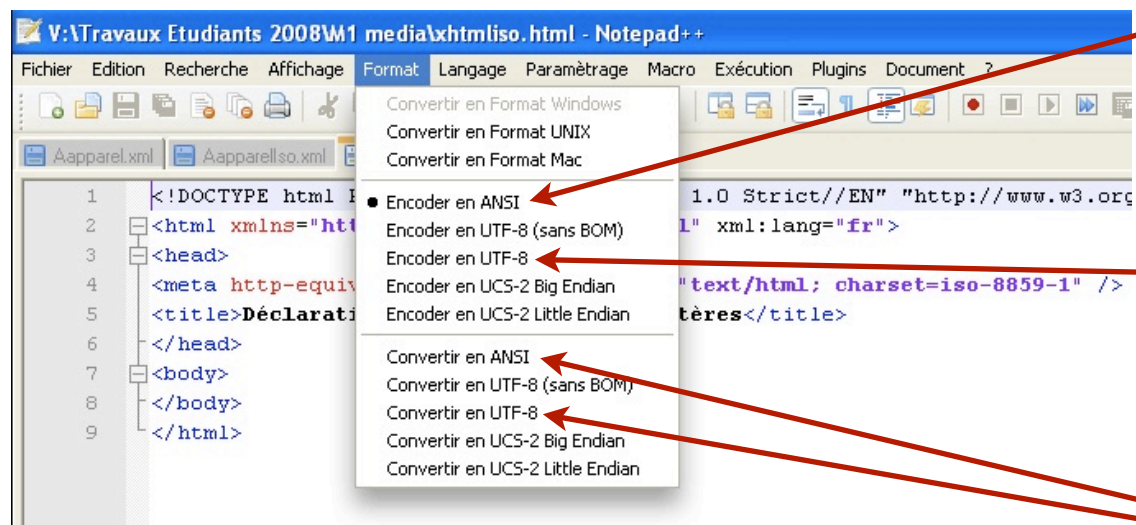 V:\Travaux Etudiants 2008\M1 media\xhtmliso.html - Notepad++
Fichier Edition Recherche Affichage Format Langage Paramètrage Macro Exécution Plugins Document ?
Convertir en Format Windows
Convertir en Format UNIX
Convertir en Format Mac
Aapparel.xml AapparelIso.xml
Encoder en ANSI
Encoder en UTF-8 (sans BOM)
Encoder en UTF-8
Encoder en UCS-2 Big Endian
Encoder en UCS-2 Little Endian
Convertir en ANSI
Convertir en UTF-8 (sans BOM)
Convertir en UTF-8
Convertir en UCS-2 Big Endian
Convertir en UCS-2 Little Endian
1 <!DOCTYPE html 1.0 Strict//EN" "http://www.w3.org
2 <html xmlns="htt l" xml:lang="fr">
3 <head>
4 <meta http-equiv "text/html; charset=iso-8859-1" />
5 <title>Déclarati tères</title>
6 </head>
7 <body>
8 </body>
9 </html>